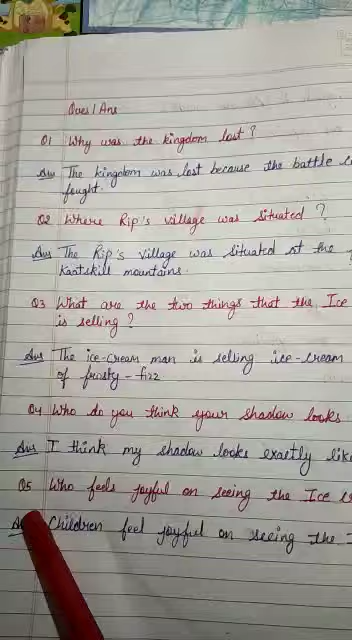 Ques/Ans
Q1 Why was the kingdom lost?
Ans The kingdom was lost because the battle
fought.
Q2 Where Rip's village was situated?
Ans The Rip's village was situated at the
Kaatskill mountains.
Q3 What are the two things that the Ice
is selling?
Ans The ice-cream man is selling ice-cream
of frosty-fizz
Q4 Who do you think your shadow looks
Ans I think my shadow looks exactly like
Q5 Who feels joyful on seeing the Ice
Children feel joyful on seeing the I